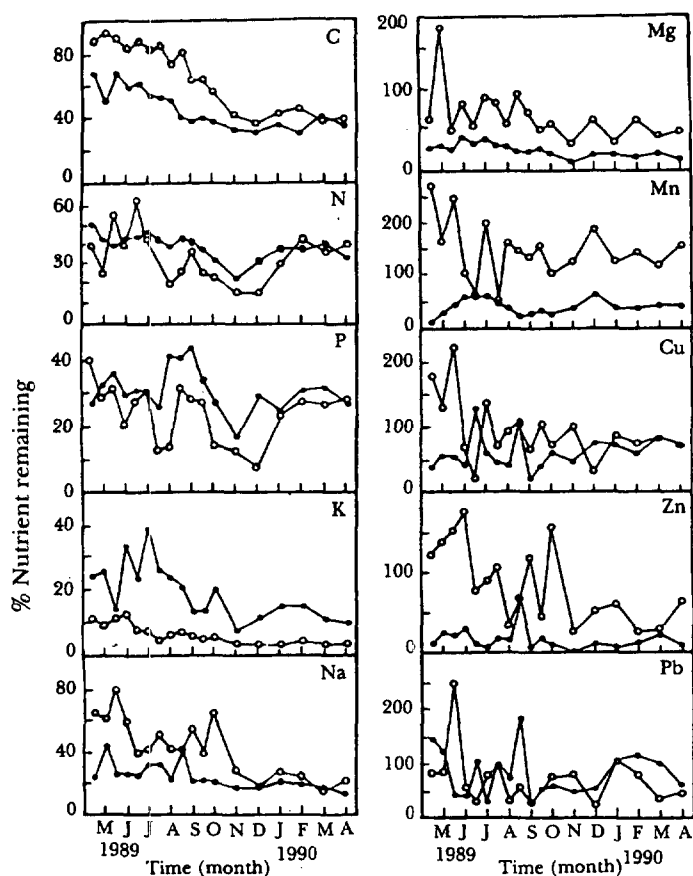 % Nutrient remaining
C
80
40
0
N
60
30
0
P
40
20
0
K
40
20
0
Na
80
40
0
M J J A S O N D J F M A
1989 1990
Time (month)
Mg
200
100
0
Mn
200
100
0
Cu
200
100
0
Zn
100
0
Pb
200
100
0
M J J A S O N D J F M A
1989 1990
Time (month)